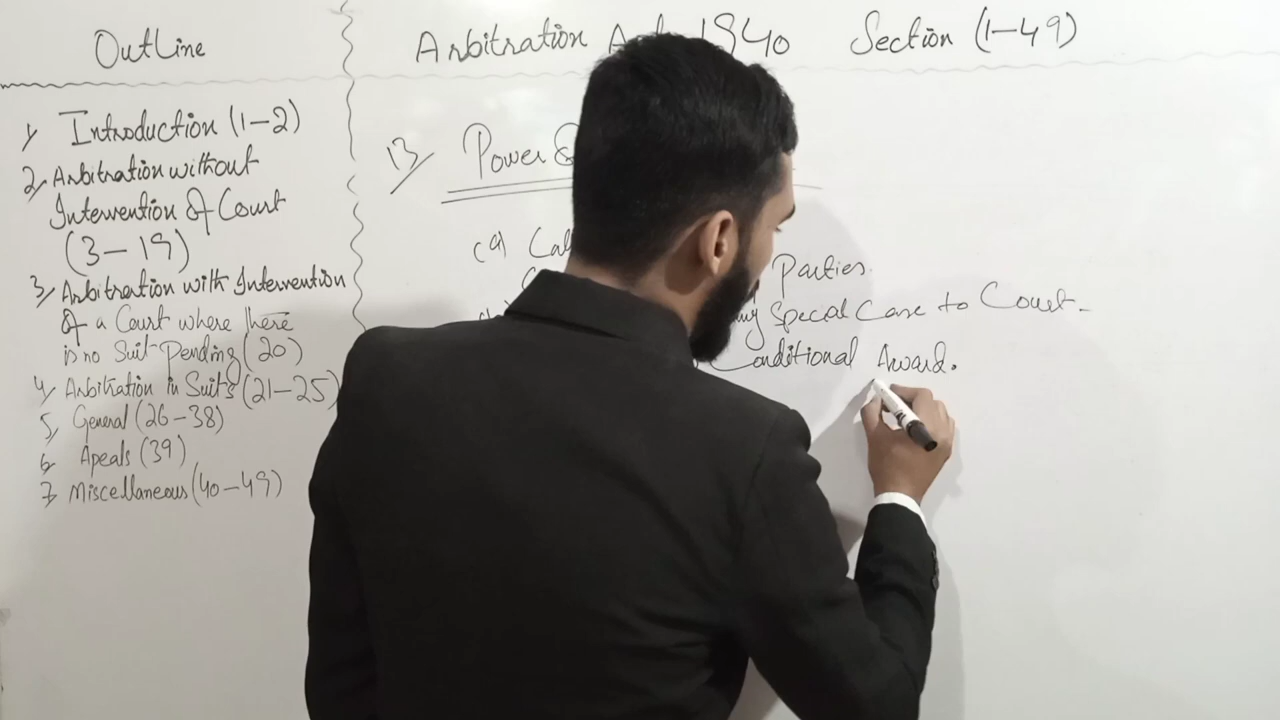 Outline
1, Introduction (1-2)
2, Arbitration without
Intervention of Court
(3-19)
3, Arbitration with Intervention
of a Court where there
is no Suit pending (20)
4, Arbitration in Suits (21-25)
5, General (26-38)
6, Apeals (39)
7, Miscellaneous (40-49)
Arbitration 1940 Section (1-49)
13, Power of
(a)
Parties.
Special Case to Court.
Conditional Award.